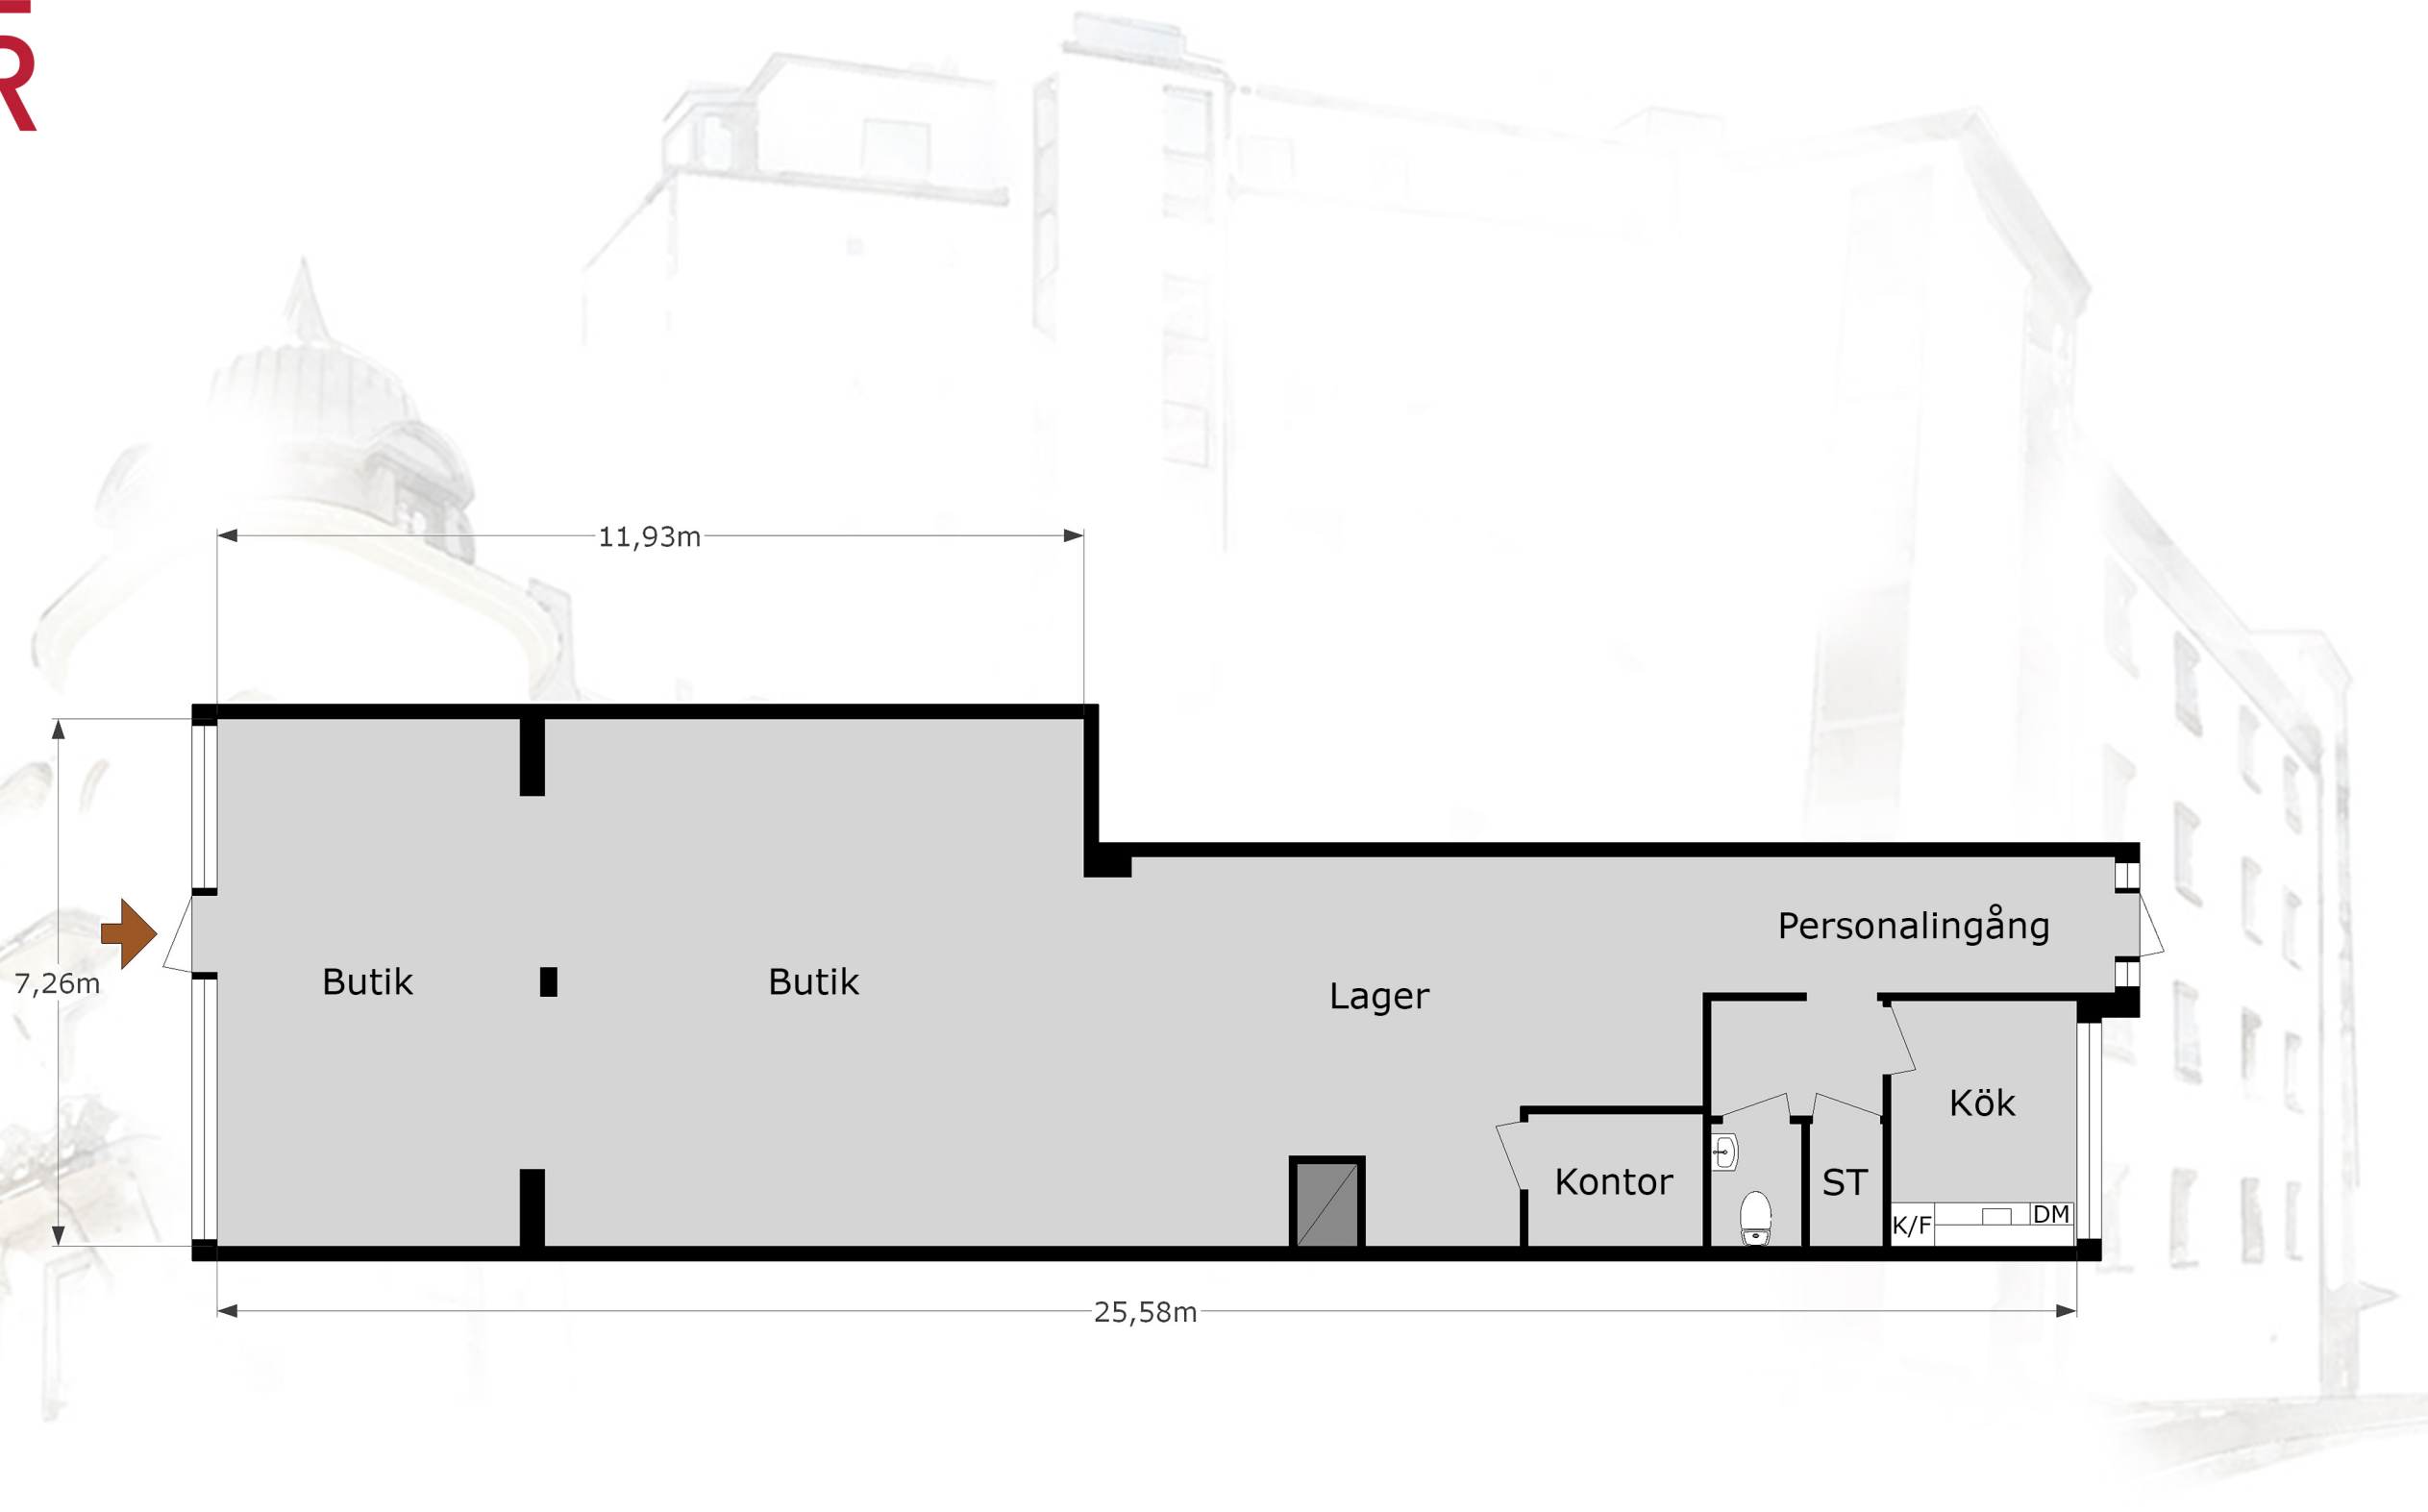 R
11,93m
7,26m
Butik
Butik
Lager
Personalingång
Kontor
ST
Kök
K/F
DM
25,58m